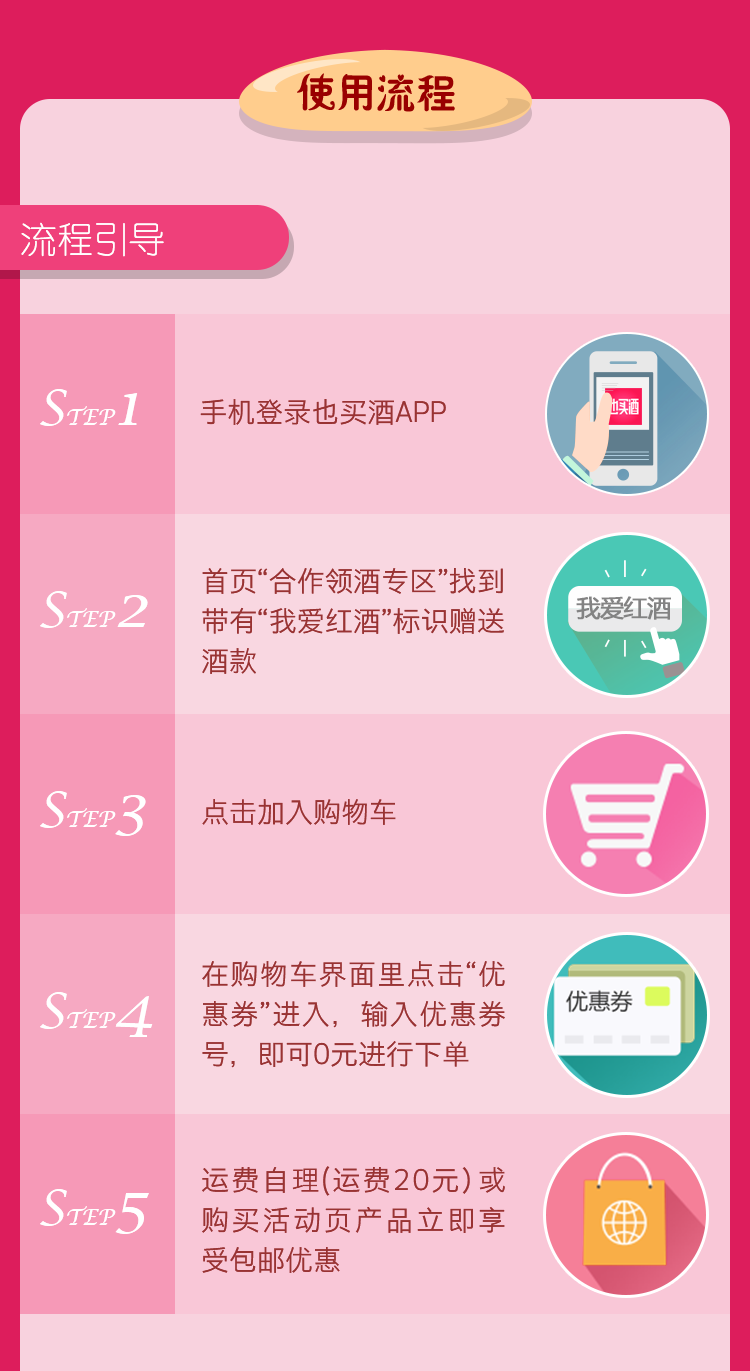 使用流程
流程引导
STEP1
手机登录也买酒APP
也买酒
STEP2
首页“合作领酒专区”找到
带有“我爱红酒”标识赠送
酒款
我爱红酒
STEP3
点击加入购物车
STEP4
在购物车界面里点击“优
惠券”进入，输入优惠券
号，即可0元进行下单
优惠券
STEP5
运费自理(运费20元)或
购买活动页产品立即享
受包邮优惠